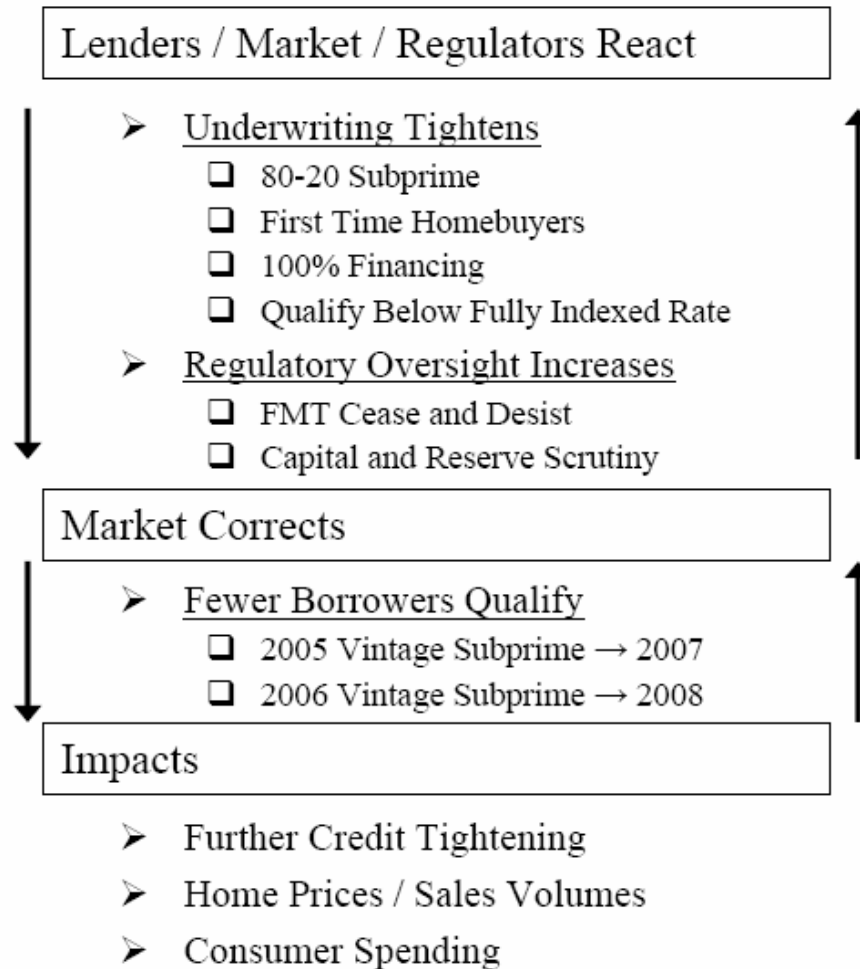 Lenders / Market / Regulators React
➢ Underwriting Tightens
❑ 80-20 Subprime
❑ First Time Homebuyers
❑ 100% Financing
❑ Qualify Below Fully Indexed Rate
➢ Regulatory Oversight Increases
❑ FMT Cease and Desist
❑ Capital and Reserve Scrutiny
Market Corrects
➢ Fewer Borrowers Qualify
❑ 2005 Vintage Subprime → 2007
❑ 2006 Vintage Subprime → 2008
Impacts
➢ Further Credit Tightening
➢ Home Prices / Sales Volumes
➢ Consumer Spending